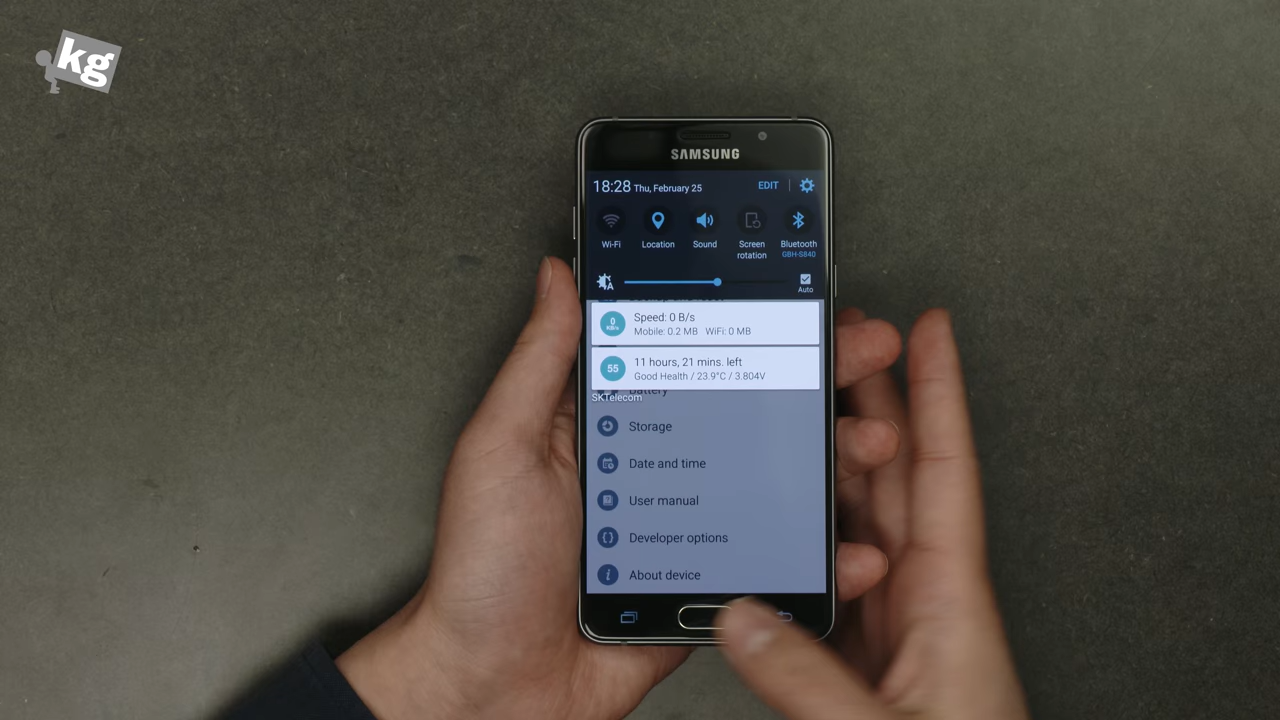 kg
SAMSUNG
18:28 Thu, February 25 EDIT
Wi-Fi Location Sound Screen rotation Bluetooth
GBH-S840
A
Auto
0
KB/s
Speed: 0 B/s
Mobile: 0.2 MB WiFi: 0 MB
55
11 hours, 21 mins. left
Good Health / 23.9°C / 3.804V
Battery
SKTelecom
Storage
Date and time
User manual
Developer options
About device